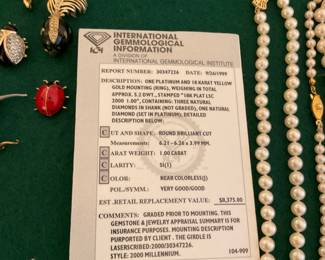 INTERNATIONAL
GEMMOLOGICAL
INFORMATION
A DIVISION OF
INTERNATIONAL GEMMOLOGICAL INSTITUTE
REPORT NUMBER: 30347226 DATE: 9/26/1999
DESCRIPTION: ONE PLATINUM AND 18 KARAT YELLOW
GOLD MOUNTING (RING), WEIGHING IN TOTAL
APPROX. 5.2 DWT., STAMPED "18K PLAT LSC
2000 1.00", CONTAINING: THREE NATURAL
DIAMONDS IN SHANK (NOT GRADED), ONE NATURAL
DIAMOND (SET IN PLATINUM). DETAILED
DESCRIPTION BELOW:
CUT AND SHAPE: ROUND BRILLIANT CUT
Measurements: 6.21 - 6.26 x 3.99 MM.
CARAT WEIGHT: 1.00 CARAT
CLARITY: SI(1)
COLOR: NEAR COLORLESS(J)
POL./SYMM.: VERY GOOD/GOOD
EST. RETAIL REPLACEMENT VALUE: $8,375.00
COMMENTS: GRADED PRIOR TO MOUNTING. THIS
GEMSTONE & JEWELRY APPRAISAL SUMMARY IS FOR
INSURANCE PURPOSES. MOUNTING DESCRIPTION
PURPORTED BY CLIENT. THE GIRDLE IS
LASERSCRIBED:2000/30347226.
STYLE: 2000 MILLENNIUM. 104-909